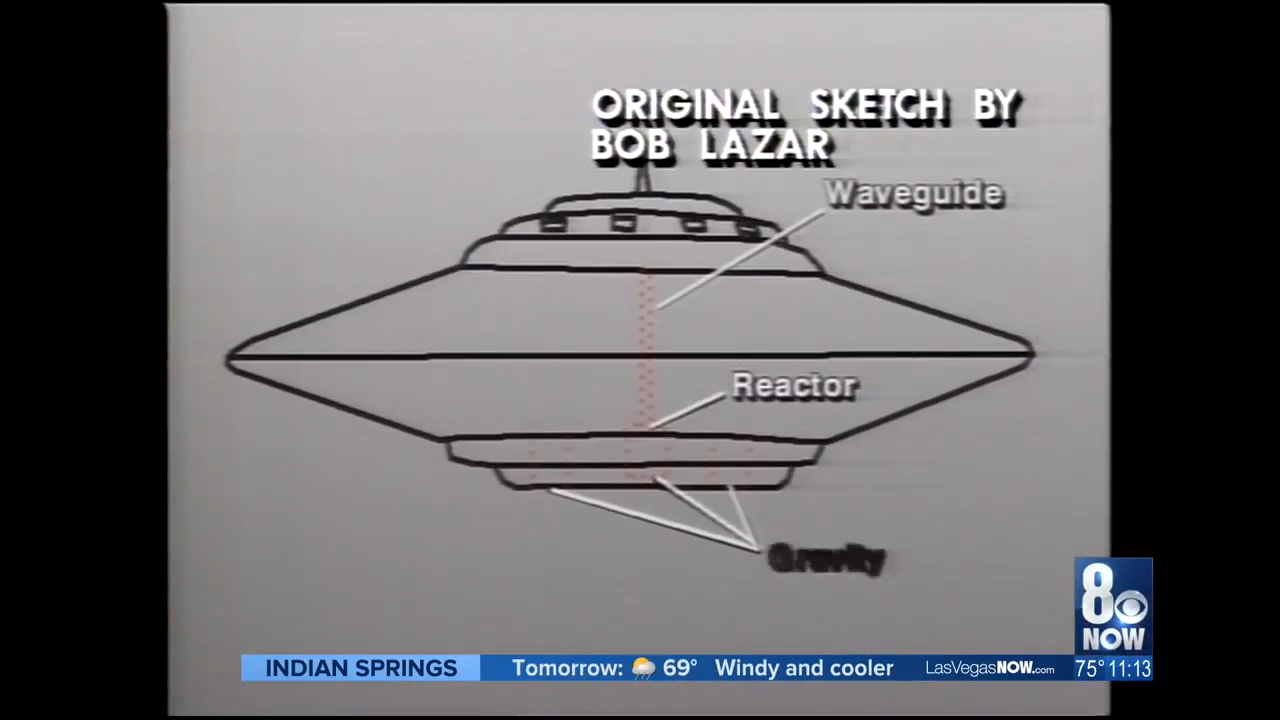 ORIGINAL SKETCH BY
BOB LAZAR
Waveguide
Reactor
Gravity
8
NOW
INDIAN SPRINGS Tomorrow: 69° Windy and cooler LasVegasNOW.com 75° 11:13